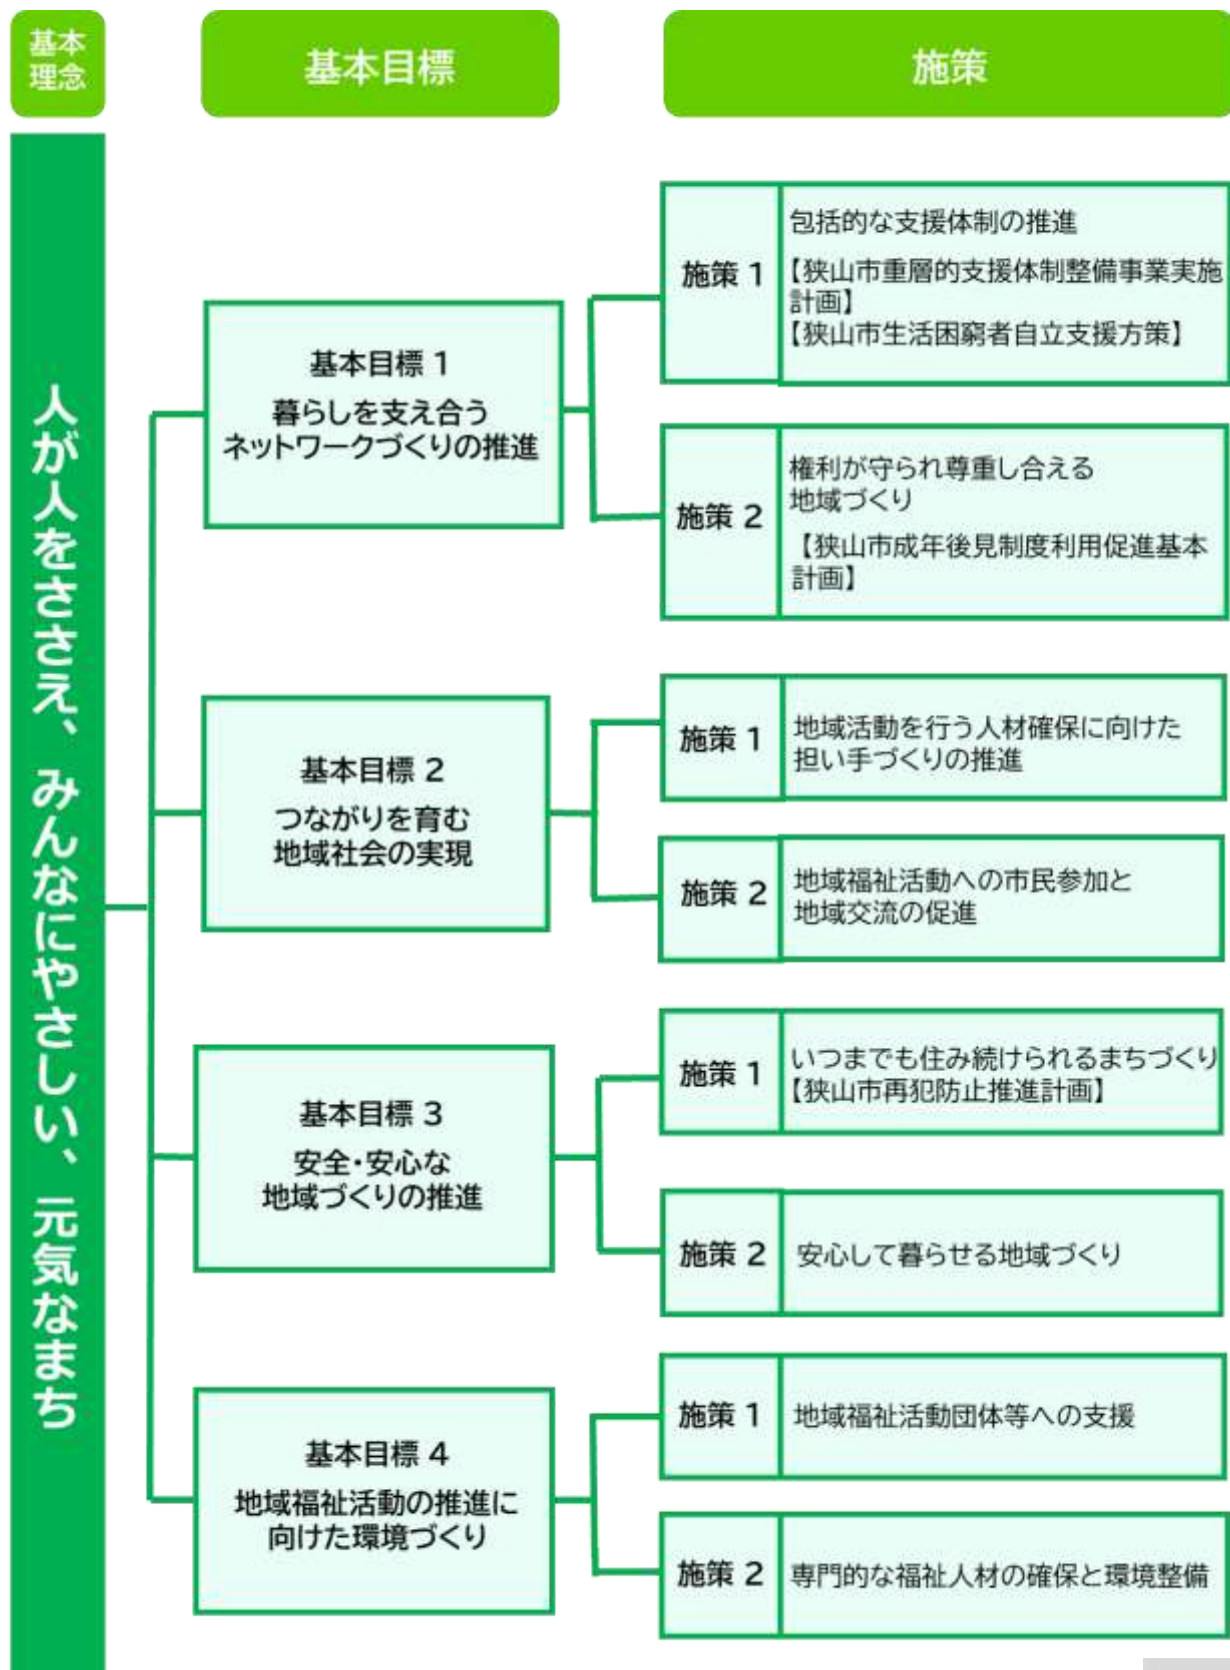 基本
理念
基本目標
施策
人が人をささえ、みんなにやさしい、元気なまち
基本目標 1
暮らしを支え合う
ネットワークづくりの推進
施策 1
包括的な支援体制の推進
【狭山市重層的支援体制整備事業実施
計画】
【狭山市生活困窮者自立支援方策】
施策 2
権利が守られ尊重し合える
地域づくり
【狭山市成年後見制度利用促進基本
計画】
基本目標 2
つながりを育む
地域社会の実現
施策 1
地域活動を行う人材確保に向けた
担い手づくりの推進
施策 2
地域福祉活動への市民参加と
地域交流の促進
基本目標 3
安全・安心な
地域づくりの推進
施策 1
いつまでも住み続けられるまちづくり
【狭山市再犯防止推進計画】
施策 2
安心して暮らせる地域づくり
基本目標 4
地域福祉活動の推進に
向けた環境づくり
施策 1
地域福祉活動団体等への支援
施策 2
専門的な福祉人材の確保と環境整備